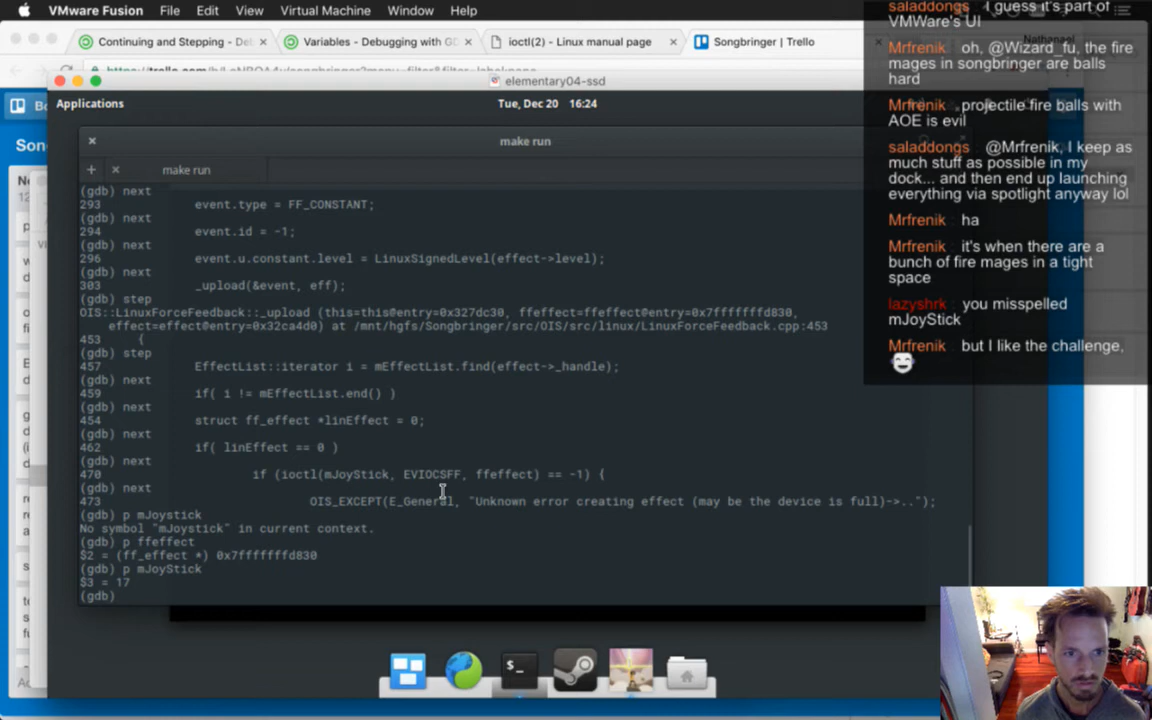 VMware Fusion File Edit View Virtual Machine Window Help
Continuing and Stepping - De
Variables - Debugging with G
ioctl(2) - Linux manual page
Songbringer | Trello
Nathanael
elementary04-ssd
Applications
Tue, Dec 20 16:24
Son
make run
make run
(gdb) next
293 event.type = FF_CONSTANT;
(gdb) next
294 event.id = -1;
(gdb) next
296 event.u.constant.level = LinuxSignedLevel(effect->level);
(gdb) next
303 _upload(&event, eff);
(gdb) step
OIS::LinuxForceFeedback::_upload (this=this@entry=0x327dc30, ffeffect=ffeffect@entry=0x7fffffffd830,
effect=effect@entry=0x32ca4d0) at /mnt/hgfs/Songbringer/src/OIS/src/linux/LinuxForceFeedback.cpp:453
453 {
(gdb) step
457 EffectList::iterator i = mEffectList.find(effect->_handle);
(gdb) next
459 if( i != mEffectList.end() )
(gdb) next
454 struct ff_effect *linEffect = 0;
(gdb) next
462 if( linEffect == 0 )
(gdb) next
470 if (ioctl(mJoyStick, EVIOCSFF, ffeffect) == -1) {
(gdb) next
473 OIS_EXCEPT(E_General, "Unknown error creating effect (may be the device is full)->..");
(gdb) p mJoystick
No symbol "mJoystick" in current context.
(gdb) p ffeffect
$2 = (ff_effect *) 0x7fffffffd830
(gdb) p mJoyStick
$3 = 17
(gdb)
saladdongs I guess it's part of
VMWare's UI
Mrfrenik oh, @Wizard_fu, the fire
mages in songbringer are balls
hard
Mrfrenik projectile fire balls with
AOE is evil
saladdongs @Mrfrenik, I keep as
much stuff as possible in my
dock... and then end up launching
everything via spotlight anyway lol
Mrfrenik ha
Mrfrenik it's when there are a
bunch of fire mages in a tight
space
lazyshrk you misspelled
mJoyStick
Mrfrenik but I like the challenge,